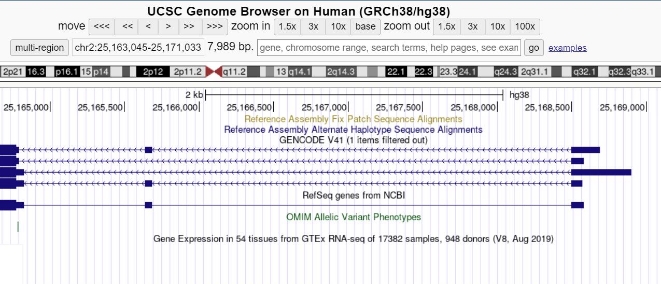 UCSC Genome Browser on Human (GRCh38/hg38)
move <<< << < > >> >>> zoom in 1.5x 3x 10x base zoom out 1.5x 3x 10x 100x
multi-region chr2:25,163,045-25,171,033 7,989 bp. gene, chromosome range, search terms, help pages, see exan go examples
2p21 16.3 p16.1 15 p14 2p12 2p11.2 q11.2 13 q14.1 2q14.3 22.1 22.3 23.3 24.1 q24.3 2q31.1 q32.1 q32.3 q33.1
2 kb hg38
25,165,000 25,165,500 25,166,000 25,166,500 25,167,000 25,167,500 25,168,000 25,168,500 25,169,000
Reference Assembly Fix Patch Sequence Alignments
Reference Assembly Alternate Haplotype Sequence Alignments
GENCODE V41 (1 items filtered out)
RefSeq genes from NCBI
OMIM Allelic Variant Phenotypes
Gene Expression in 54 tissues from GTEx RNA-seq of 17382 samples, 948 donors (V8, Aug 2019)